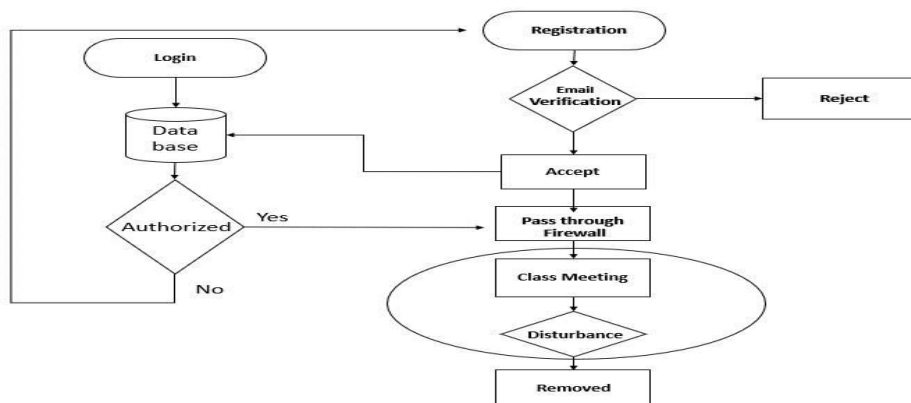 Registration
Login
Email
Verification
Reject
Data
base
Accept
Authorized
Yes
Pass through
Firewall
No
Class Meeting
Disturbance
Removed